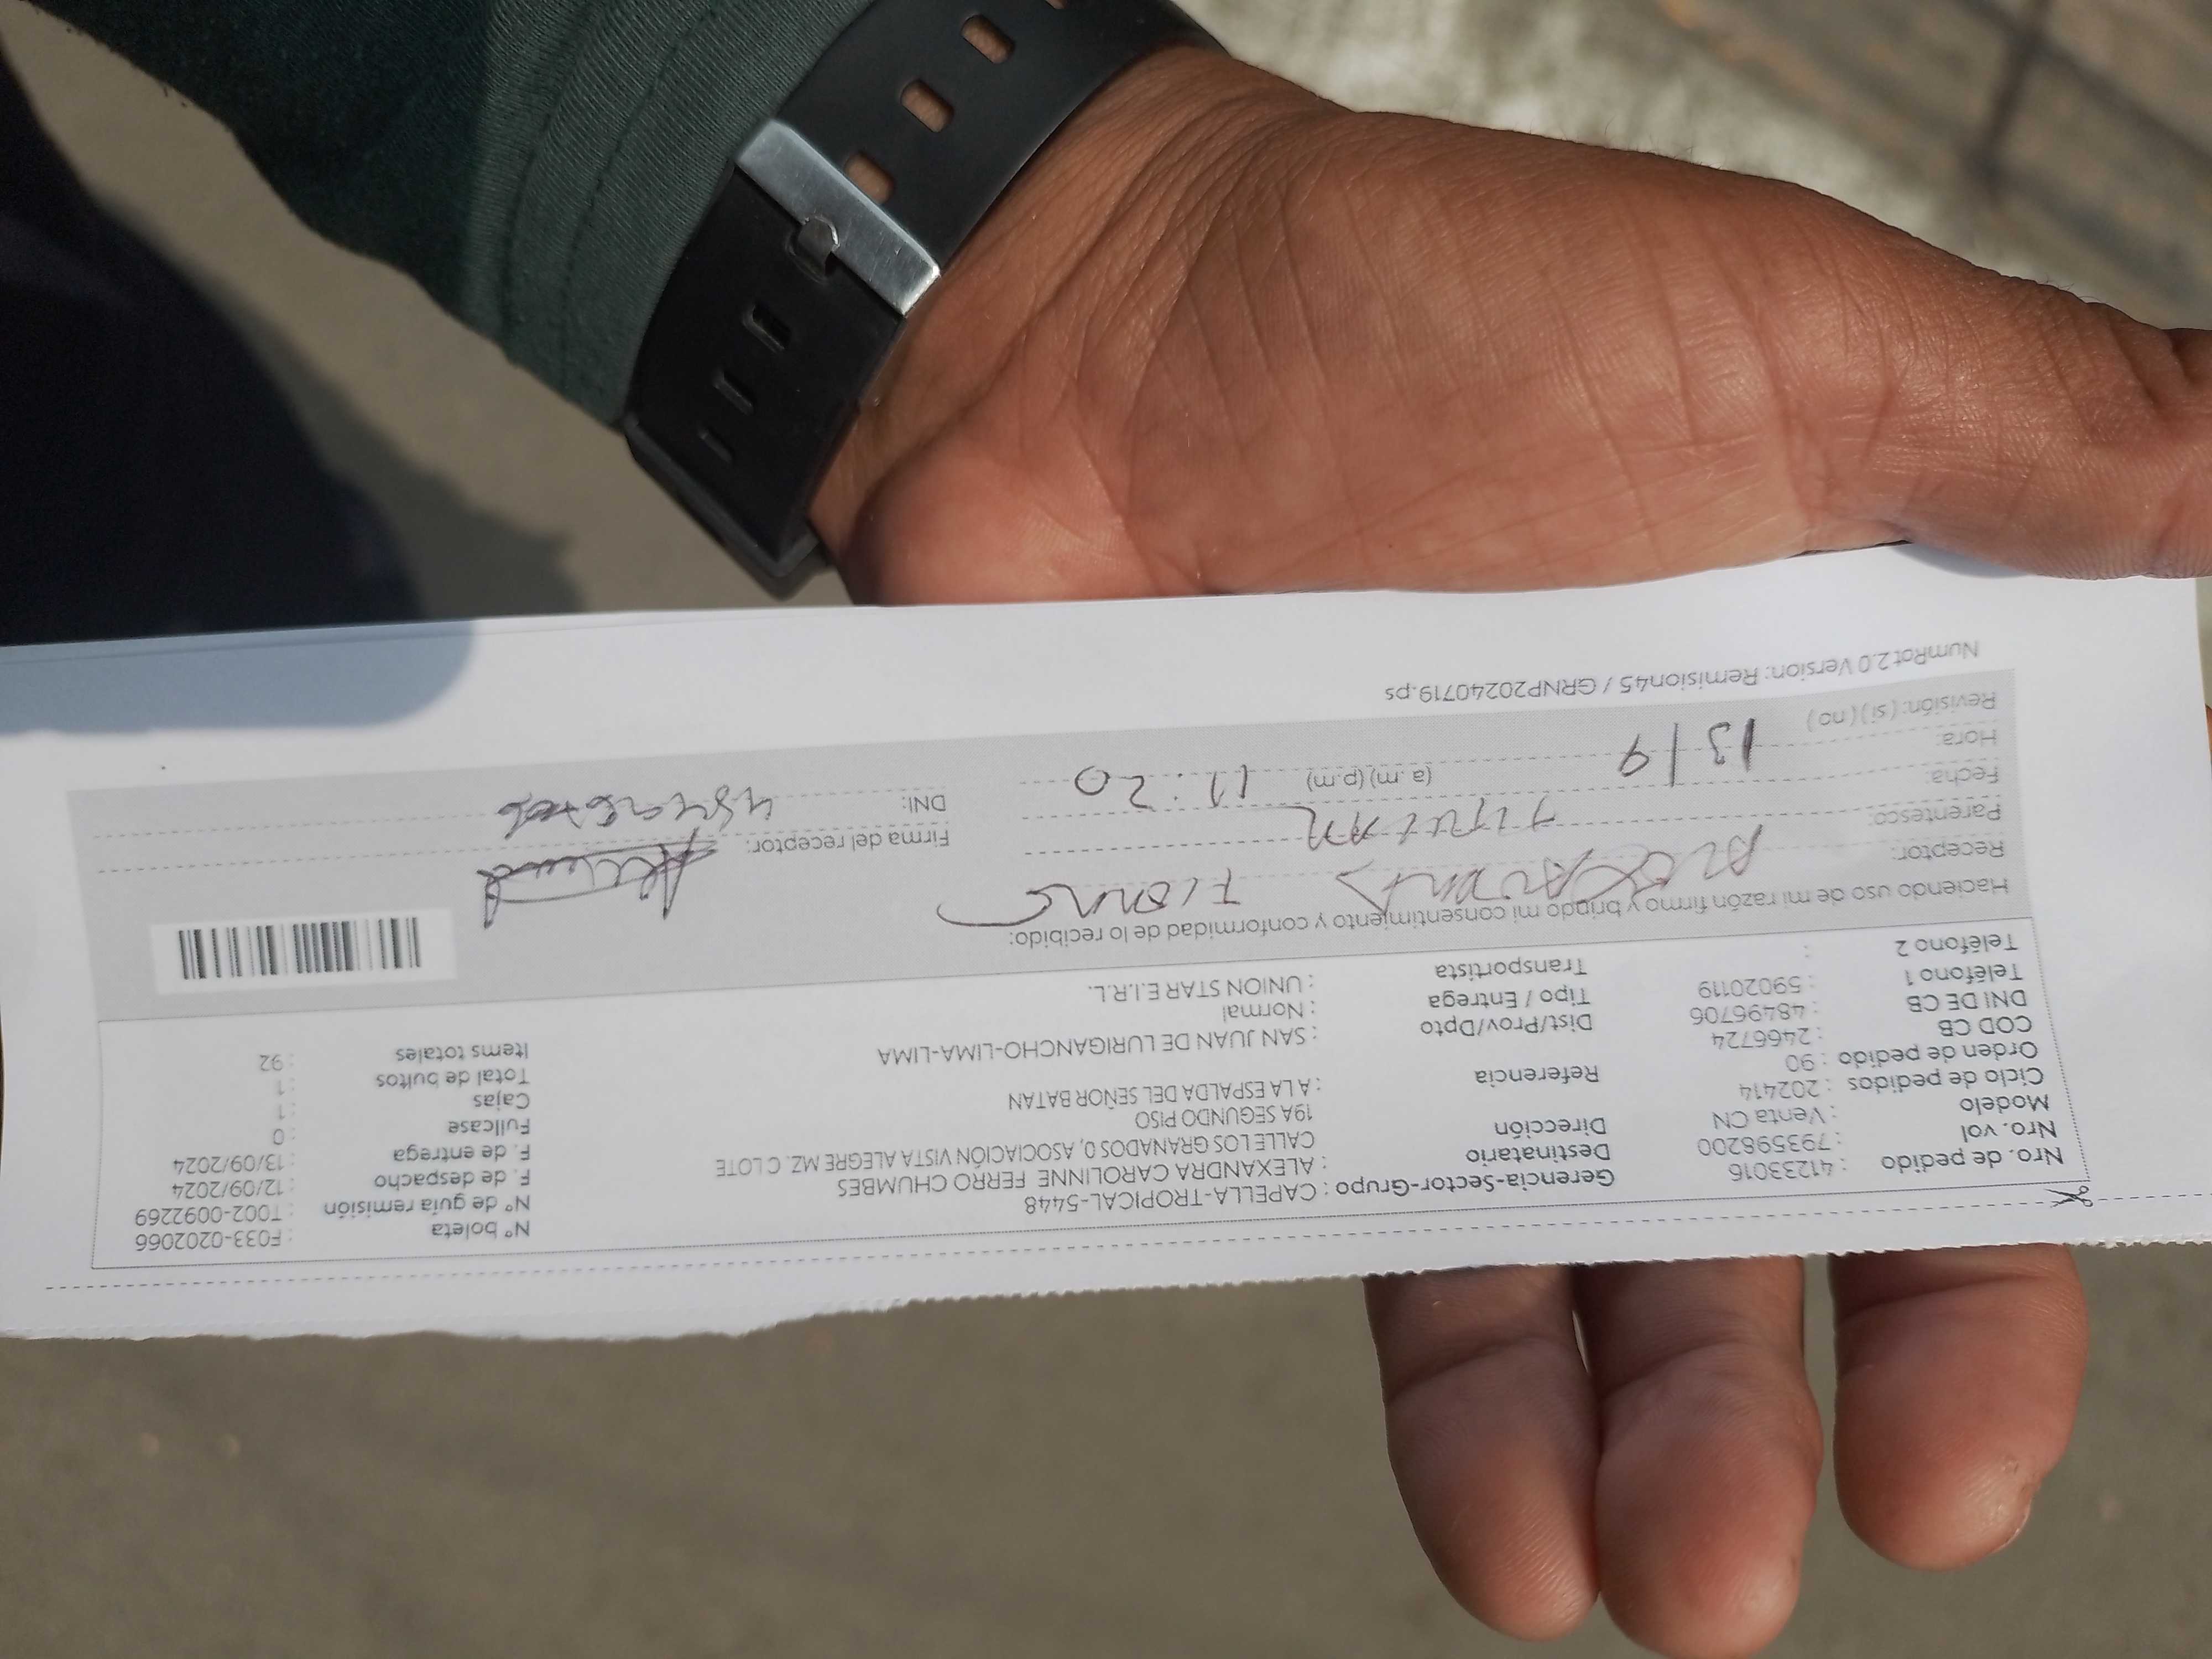 Nro. de pedido : 41233016
Nro. vol : 793598200
Modelo : Venta CN
Ciclo de pedidos : 202414
Orden de pedido : 90
COD CB : 2466724
DNI DE CB : 48496706
Teléfono 1 : 59020119
Teléfono 2 :
Gerencia-Sector-Grupo : CAPELLA-TROPICAL-5448
Destinatario : ALEXANDRA CAROLINNE FERRO CHUMBES
Dirección CALLE LOS GRANADOS 0, ASOCIACIÓN VISTA ALEGRE MZ. C LOTE
19A SEGUNDO PISO
Referencia : A LA ESPALDA DEL SEÑOR BATAN
Dist/Prov/Dpto : SAN JUAN DE LURIGANCHO-LIMA-LIMA
Tipo / Entrega : Normal
Transportista : UNION STAR E.I.R.L.
N° boleta : F033-0202066
N° de guía remisión : T002-0092269
F. de despacho : 12/09/2024
F. de entrega : 13/09/2024
Fullcase : 0
Cajas : 1
Total de bultos : 1
Items totales : 92
Haciendo uso de mi razón firmo y brindo mi consentimiento y conformidad de lo recibido:
Receptor:
Parentesco: Titular
Fecha: 13/9
Hora: (a.m) (p.m) 11:20
Revisión: (si) (no)
Firma del receptor:
DNI:
NumRot2.0 Version: Remision45 / GRNP20240719.ps